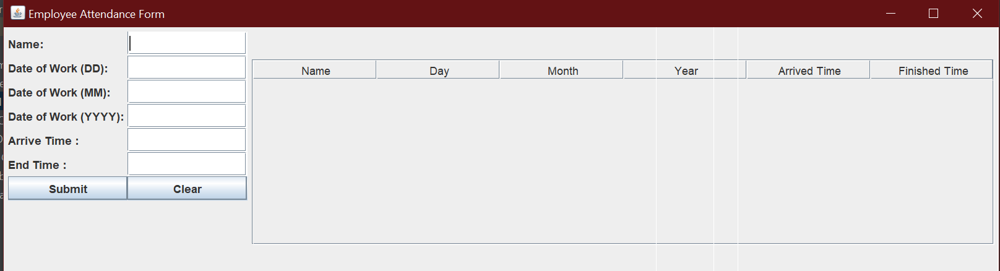 Employee Attendance Form
Name:
Date of Work (DD):
Date of Work (MM):
Date of Work (YYYY):
Arrive Time :
End Time :
Submit Clear
Name Day Month Year Arrived Time Finished Time